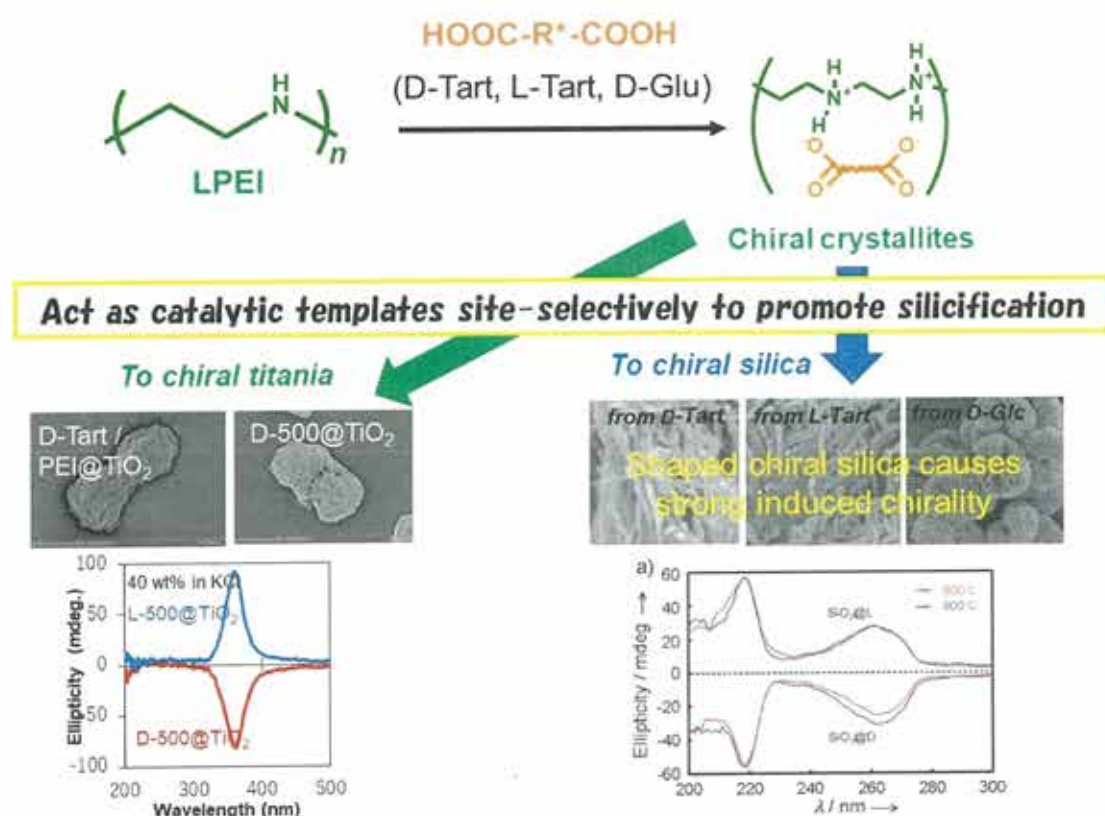 HOOC-R*-COOH
(D-Tart, L-Tart, D-Glu)
H
N
n
LPEI
H
N+
H
H
N+
H
-O
O-
O
O
Chiral crystallites
Act as catalytic templates site-selectively to promote silicification
To chiral titania
To chiral silica
D-Tart /
PEI@TiO2
D-500@TiO2
from D-Tart
from L-Tart
from D-Glc
Shaped chiral silica causes
strong induced chirality
40 wt% in KCl
L-500@TiO2
D-500@TiO2
Ellipticity (mdeg.)
100
50
0
-50
-100
200
300
400
500
Wavelength (nm)
a)
SiO2@L
SiO2@D
800°C
900°C
Ellipticity / mdeg →
60
40
20
0
-20
-40
-60
200
220
240
260
280
300
λ / nm →